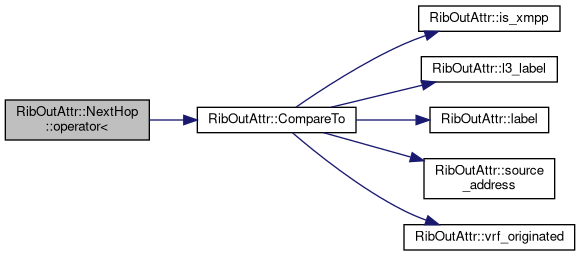 RibOutAttr::NextHop
::operator<
RibOutAttr::CompareTo
RibOutAttr::is_xmpp
RibOutAttr::l3_label
RibOutAttr::label
RibOutAttr::source
_address
RibOutAttr::vrf_originated